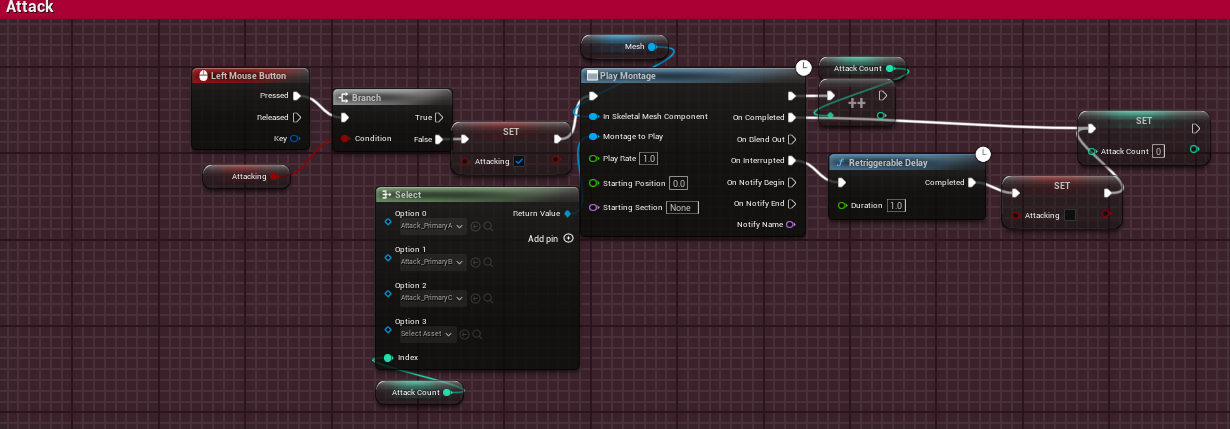 Attack
Mesh
Left Mouse Button
Pressed
Released
Key
Attacking
Branch
True
Condition
False
SET
Attacking
Play Montage
In Skeletal Mesh Component
On Completed
Montage to Play
On Blend Out
Play Rate
1.0
On Interrupted
Starting Position
0.0
On Notify Begin
Starting Section
None
On Notify End
Notify Name
Attack Count
++
Retriggerable Delay
Completed
Duration
1.0
SET
Attacking
SET
Attack Count
0
Select
Option 0
Return Value
Attack_PrimaryA
Add pin
Option 1
Attack_PrimaryB
Option 2
Attack_PrimaryC
Option 3
Select Asset
Index
Attack Count